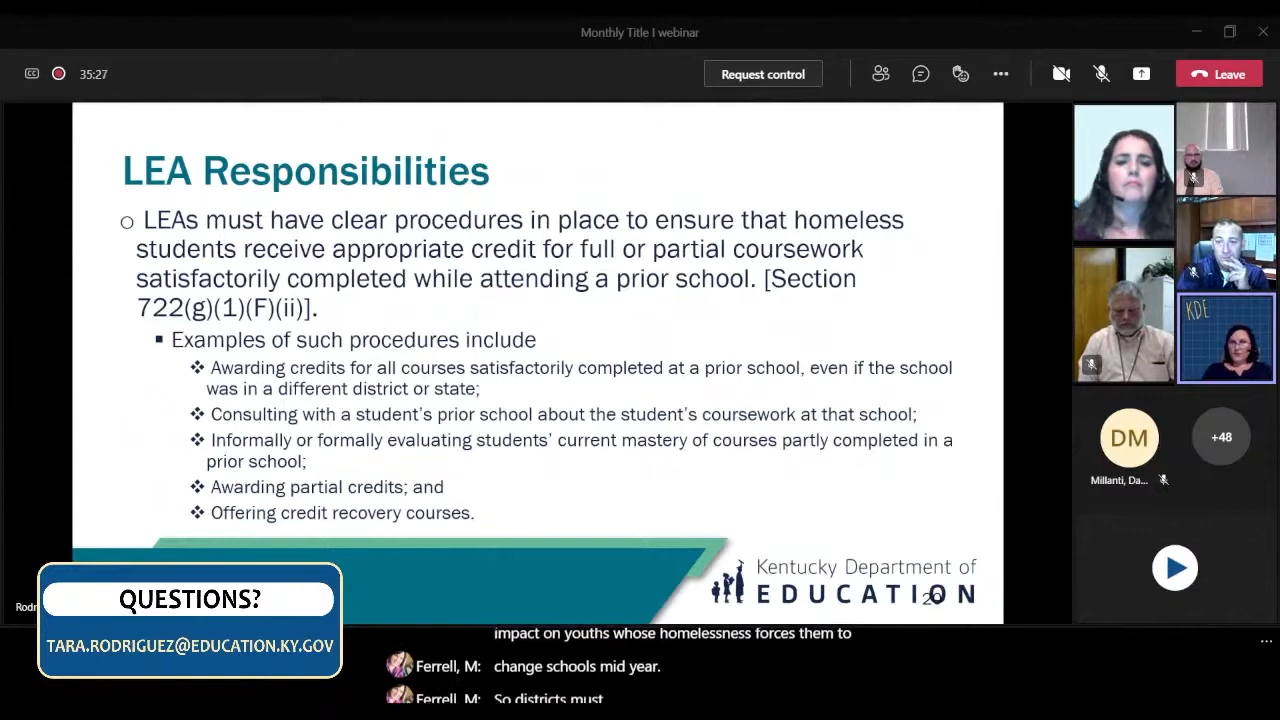 Monthly Title I webinar
CC
35:27
Request control
Leave
LEA Responsibilities
LEAs must have clear procedures in place to ensure that homeless
students receive appropriate credit for full or partial coursework
satisfactorily completed while attending a prior school. [Section
722(g)(1)(F)(ii)].
Examples of such procedures include
Awarding credits for all courses satisfactorily completed at a prior school, even if the school
was in a different district or state;
Consulting with a student's prior school about the student's coursework at that school;
Informally or formally evaluating students' current mastery of courses partly completed in a
prior school;
Awarding partial credits; and
Offering credit recovery courses.
Kentucky Department of
EDUCATION
KDE
DM
+48
Millanti, Da...
Rodr
QUESTIONS?
TARA.RODRIGUEZ@EDUCATION.KY.GOV
impact on youths whose homelessness forces them to
Ferrell, M: change schools mid year.
Ferrell, M: So districts must